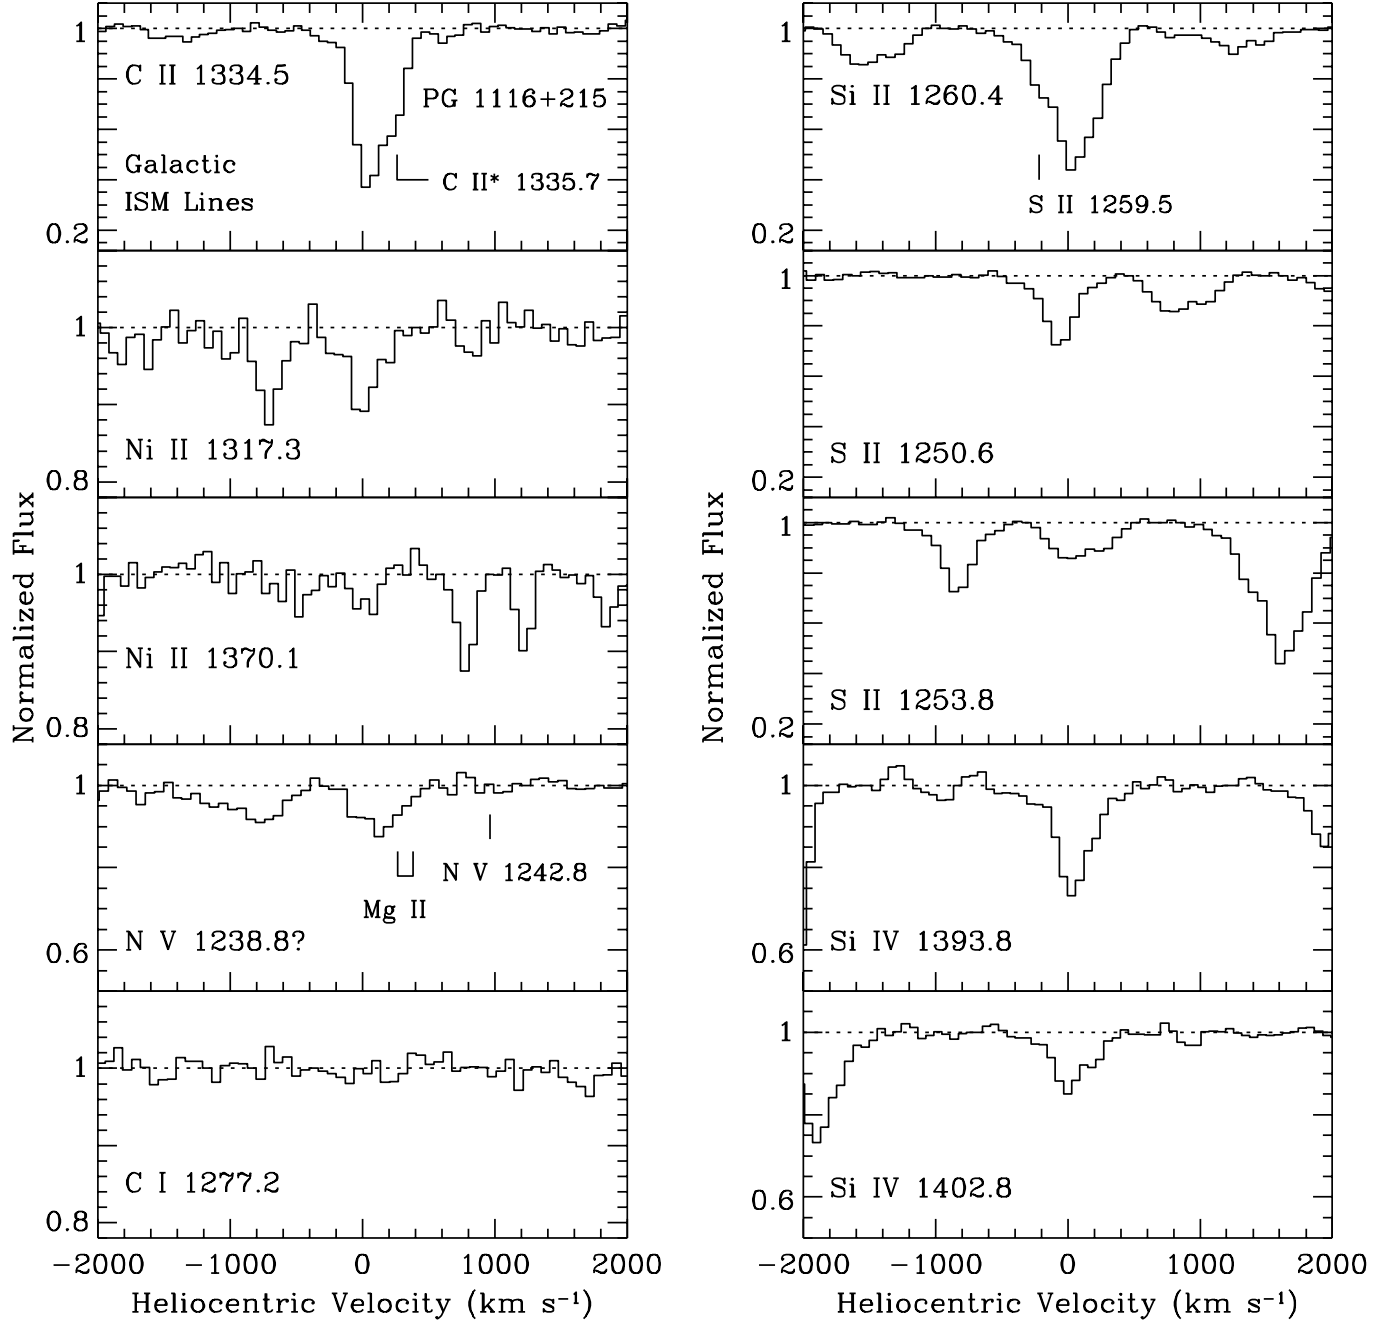 1
C II 1334.5
PG 1116+215
Galactic
ISM Lines
C II* 1335.7
0.2
1
Ni II 1317.3
0.8
1
Ni II 1370.1
0.8
1
N V 1242.8
Mg II
N V 1238.8?
0.6
1
C I 1277.2
0.8
−2000 −1000 0 1000 2000
Heliocentric Velocity (km s⁻¹)
Normalized Flux
1
Si II 1260.4
S II 1259.5
0.2
1
S II 1250.6
0.2
1
S II 1253.8
0.2
1
Si IV 1393.8
0.6
1
Si IV 1402.8
0.6
−2000 −1000 0 1000 2000
Heliocentric Velocity (km s⁻¹)
Normalized Flux